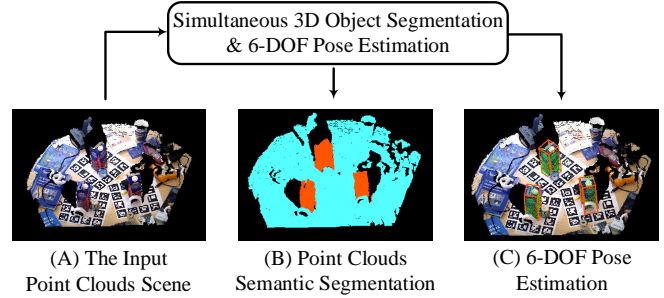 Simultaneous 3D Object Segmentation
& 6-DOF Pose Estimation
(A) The Input
Point Clouds Scene
(B) Point Clouds
Semantic Segmentation
(C) 6-DOF Pose
Estimation